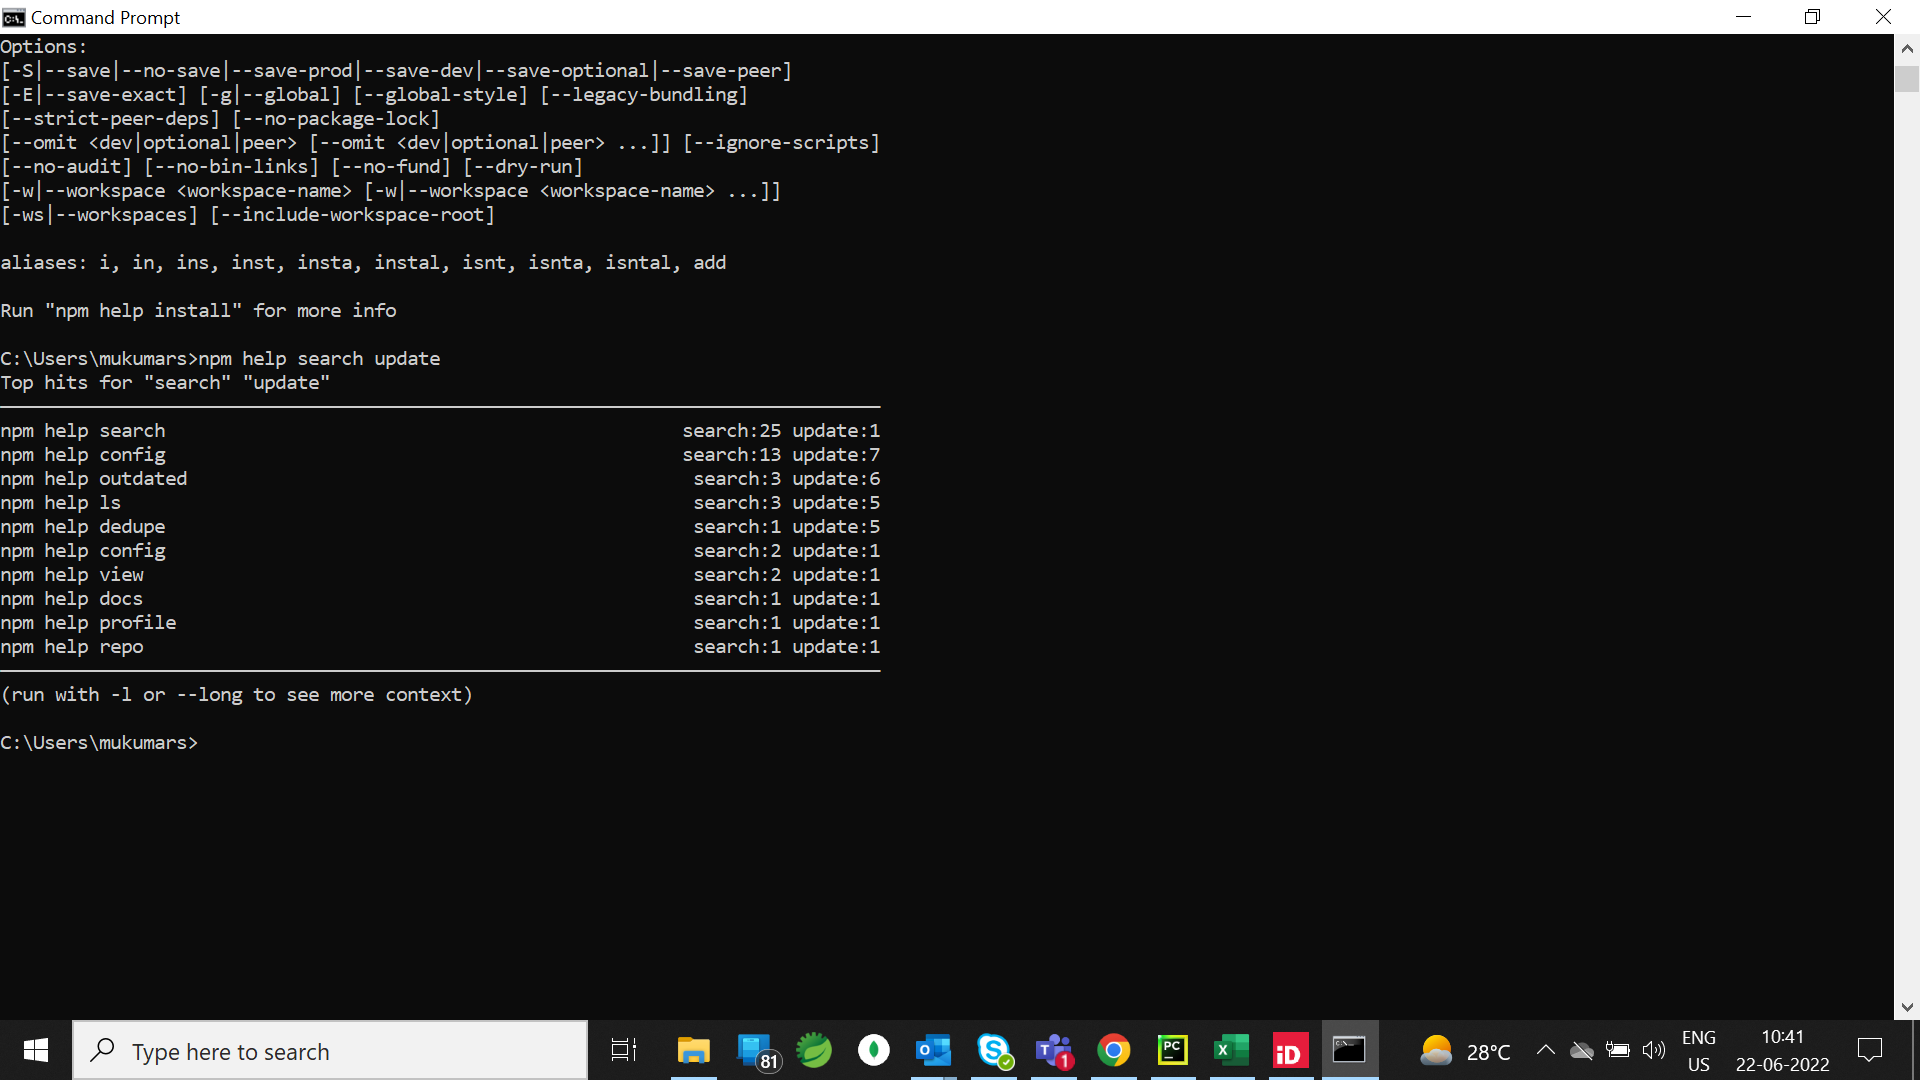 Command Prompt
Options:
[-S|--save|--no-save|--save-prod|--save-dev|--save-optional|--save-peer]
[-E|--save-exact] [-g|--global] [--global-style] [--legacy-bundling]
[--strict-peer-deps] [--no-package-lock]
[--omit <dev|optional|peer> [--omit <dev|optional|peer> ...]] [--ignore-scripts]
[--no-audit] [--no-bin-links] [--no-fund] [--dry-run]
[-w|--workspace <workspace-name> [-w|--workspace <workspace-name> ...]]
[-ws|--workspaces] [--include-workspace-root]
aliases: i, in, ins, inst, insta, instal, isnt, isnta, isntal, add
Run "npm help install" for more info
C:\Users\mukumars>npm help search update
Top hits for "search" "update"
npm help search search:25 update:1
npm help config search:13 update:7
npm help outdated search:3 update:6
npm help ls search:3 update:5
npm help dedupe search:1 update:5
npm help config search:2 update:1
npm help view search:2 update:1
npm help docs search:1 update:1
npm help profile search:1 update:1
npm help repo search:1 update:1
(run with -l or --long to see more context)
C:\Users\mukumars>
Type here to search
81
1
PC
iD
28°C
ENG
US
10:41
22-06-2022